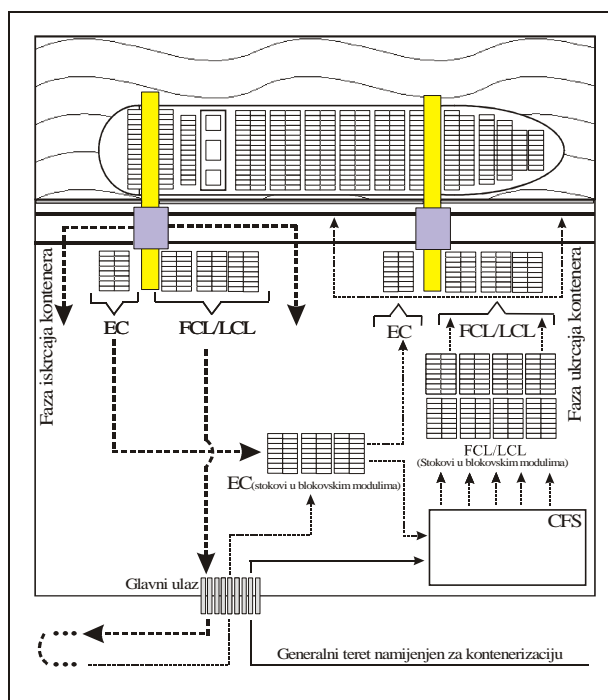 Faza iskrcaja kontenera
EC
FCL/LCL
EC
FCL/LCL
Faza ukrcaja kontenera
FCL/LCL
(Stokovi u blokovskim modulima)
EC (stokovi u blokovskim modulima)
CFS
Glavni ulaz
Generalni teret namijenjen za kontenerizaciju